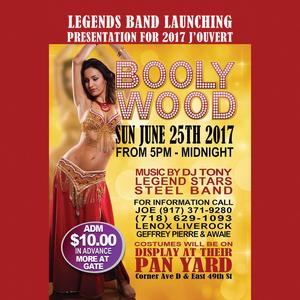 LEGENDS BAND LAUNCHING
PRESENTATION FOR 2017 J'OUVERT
BOOLY
WOOD
SUN JUNE 25TH 2017
FROM 5PM - MIDNIGHT
MUSIC BY DJ TONY
LEGEND STARS
STEEL BAND
FOR INFORMATION CALL
JOE (917) 371-9280
(718) 629-1093
LENOX LIVEROCK
GEFFREY PIERRE & AWAIE
COSTUMES WILL BE ON
DISPLAY AT THEIR
PAN YARD
Corner Ave D & East 49th St
ADM
$10.00
IN ADVANCE
MORE AT
GATE